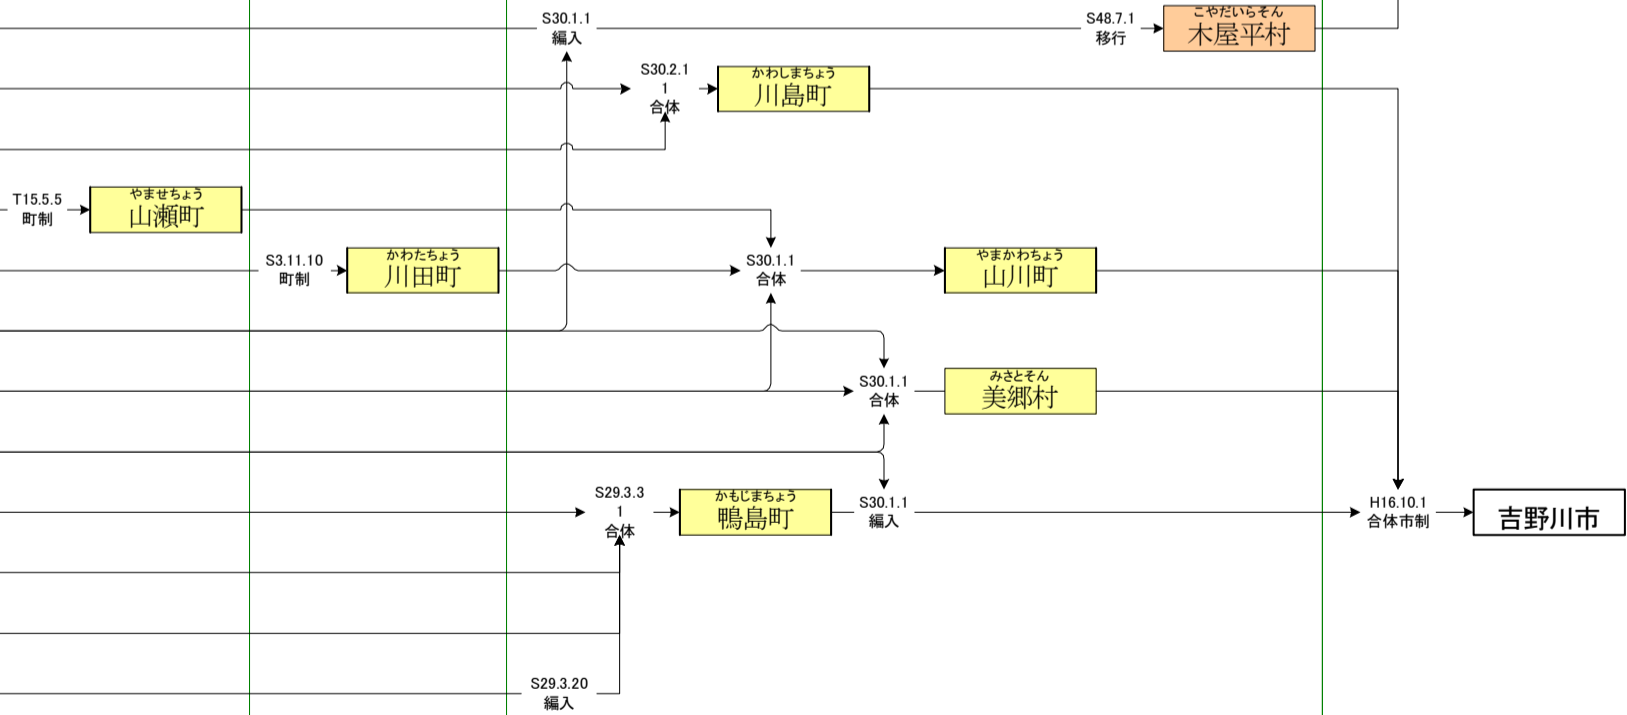 S30.1.1
編入
S48.7.1
移行
こやだいらそん
木屋平村
S30.2.1
1
合体
かわしまちょう
川島町
T15.5.5
町制
やませちょう
山瀬町
S3.11.10
町制
かわたちょう
川田町
S30.1.1
合体
やまかわちょう
山川町
S30.1.1
合体
みさとそん
美郷村
S29.3.3
1
合体
かもじまちょう
鴨島町
S30.1.1
編入
H16.10.1
合体市制
吉野川市
S29.3.20
編入